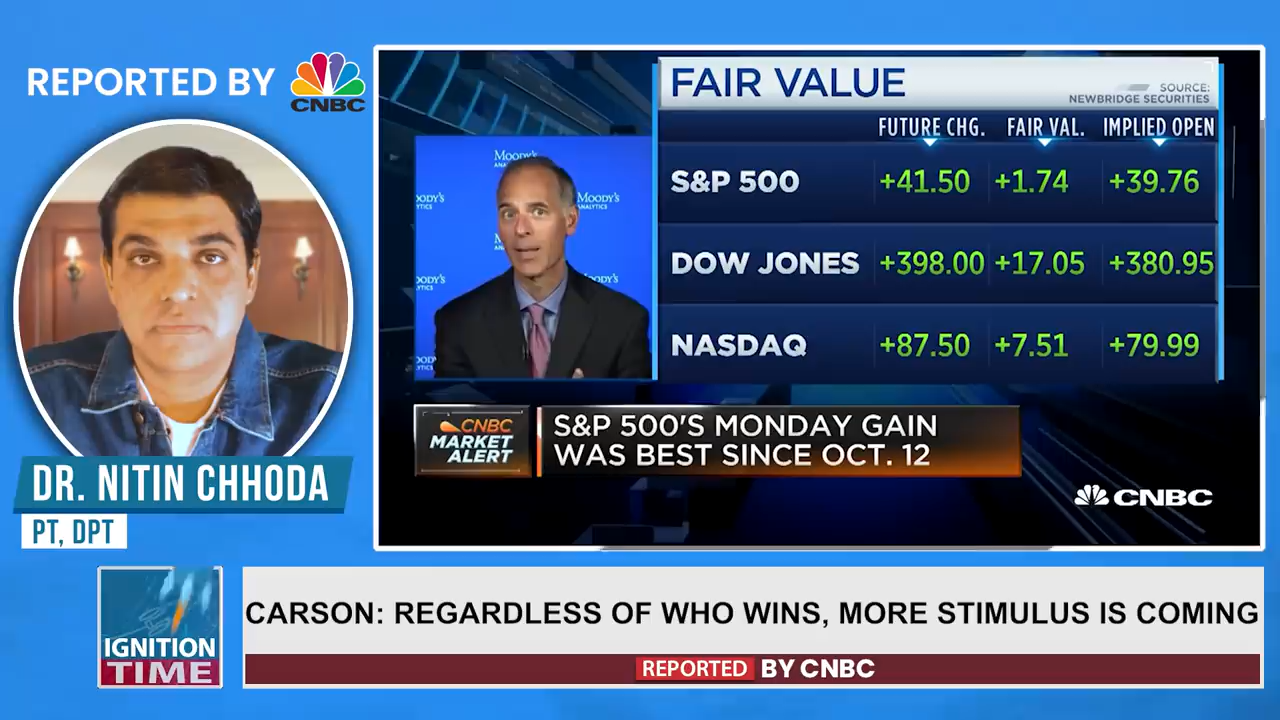 REPORTED BY
CNBC
DR. NITIN CHHODA
PT, DPT
FAIR VALUE
SOURCE:
NEWBRIDGE SECURITIES
FUTURE CHG. FAIR VAL. IMPLIED OPEN
S&P 500 +41.50 +1.74 +39.76
DOW JONES +398.00 +17.05 +380.95
NASDAQ +87.50 +7.51 +79.99
Moody's
CNBC
MARKET
ALERT
S&P 500'S MONDAY GAIN
WAS BEST SINCE OCT. 12
CNBC
IGNITION
TIME
CARSON: REGARDLESS OF WHO WINS, MORE STIMULUS IS COMING
REPORTED BY CNBC